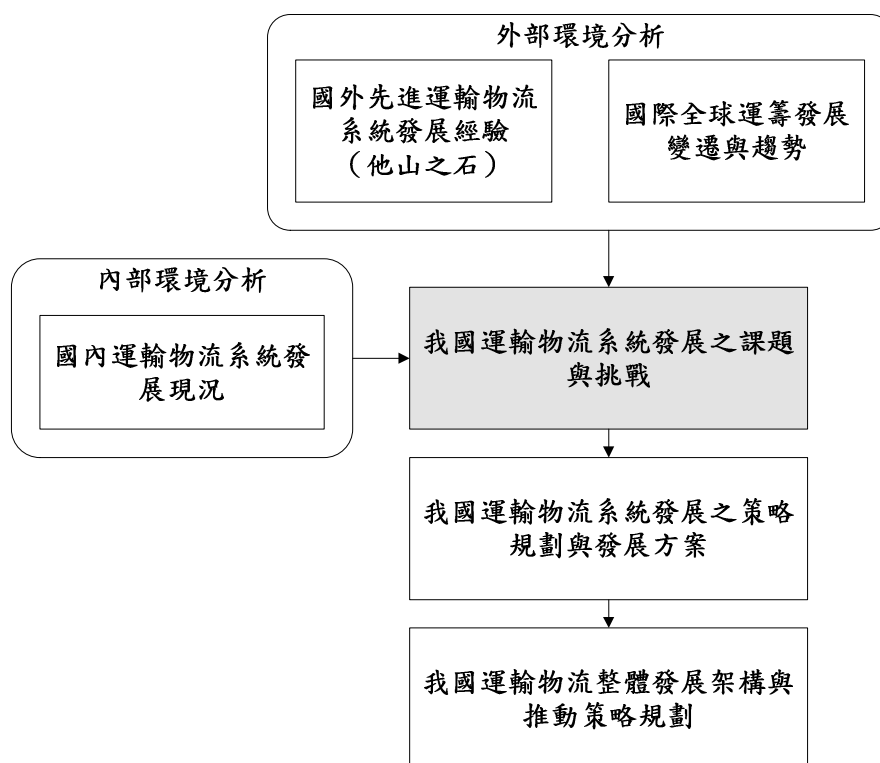 外部環境分析
國外先進運輸物流
系統發展經驗
（他山之石）
國際全球運籌發展
變遷與趨勢
內部環境分析
國內運輸物流系統發
展現況
我國運輸物流系統發展之課題
與挑戰
我國運輸物流系統發展之策略
規劃與發展方案
我國運輸物流整體發展架構與
推動策略規劃